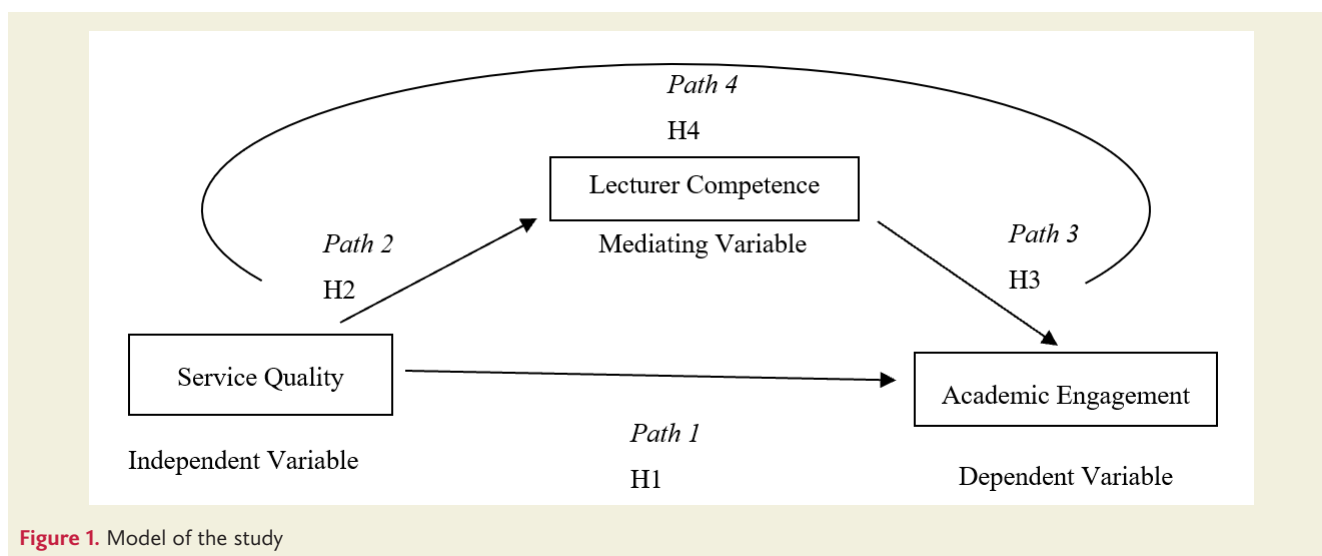 Path 4
H4
Lecturer Competence
Mediating Variable
Path 2
H2
Path 3
H3
Service Quality
Independent Variable
Path 1
H1
Academic Engagement
Dependent Variable
Figure 1. Model of the study